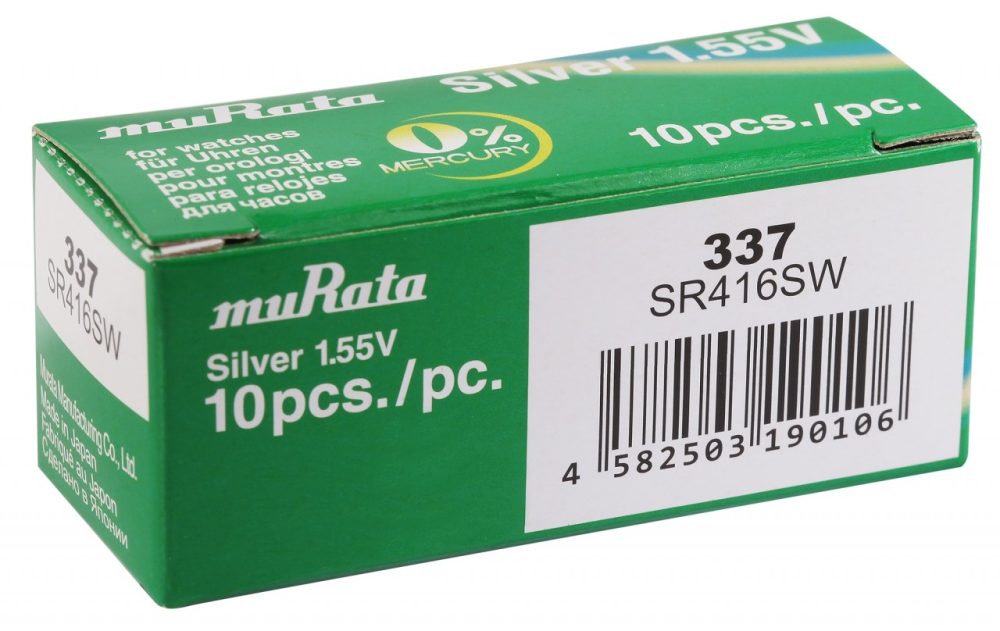 muRata
Silver 1.55V
for watches
für Uhren
per orologi
pour montres
para relojes
для часов
0%
MERCURY
10pcs./pc.
337
SR416SW
Murata Manufacturing Co., Ltd.
Made in Japan
Fabriqué au Japon
Сделано в Японии
muRata
Silver 1.55V
10pcs./pc.
337
SR416SW
4 582503 190106